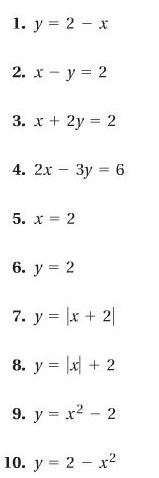 1. y = 2 − x
2. x − y = 2
3. x + 2y = 2
4. 2x − 3y = 6
5. x = 2
6. y = 2
7. y = |x + 2|
8. y = |x| + 2
9. y = x² − 2
10. y = 2 − x²